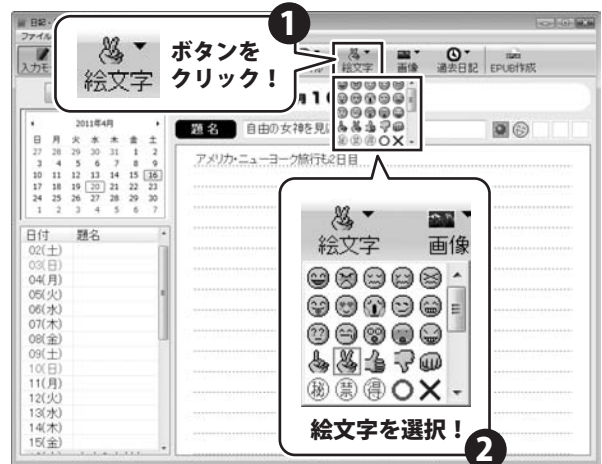 1
日記
ファイル
絵文字
ボタンを
クリック！
入力モ
絵文字
画像
過去日記
EPUB作成
月1
2011年4月
日 月 火 水 木 金 土
27 28 29 30 31 1 2
3 4 5 6 7 8 9
10 11 12 13 14 15 16
17 18 19 20 21 22 23
24 25 26 27 28 29 30
1 2 3 4 5 6 7
題名
自由の女神を見に
アメリカ・ニューヨーク旅行も2日目
日付 題名
02(土)
03(日)
04(月)
05(火)
06(水)
07(木)
08(金)
09(土)
10(日)
11(月)
12(火)
13(水)
14(木)
15(金)
絵文字
画像
秘 禁 得
絵文字を選択！
2